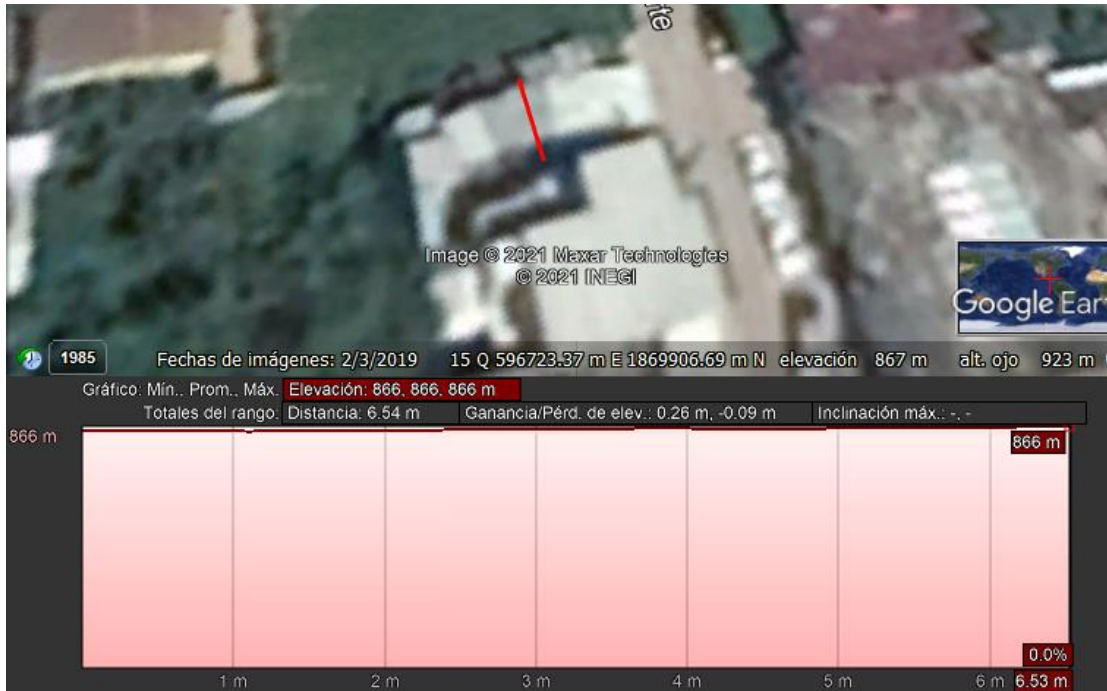 rte
Image © 2021 Maxar Technologies
© 2021 INEGI
Google Ear
1985 Fechas de imágenes: 2/3/2019 15 Q 596723.37 m E 1869906.69 m N elevación 867 m alt. ojo 923 m
Gráfico: Mín., Prom., Máx. Elevación: 866, 866, 866 m
Totales del rango: Distancia: 6.54 m Ganancia/Pérd. de elev.: 0.26 m, -0.09 m Inclinación máx.: -, -
866 m 866 m
0.0%
1 m 2 m 3 m 4 m 5 m 6 m 6.53 m